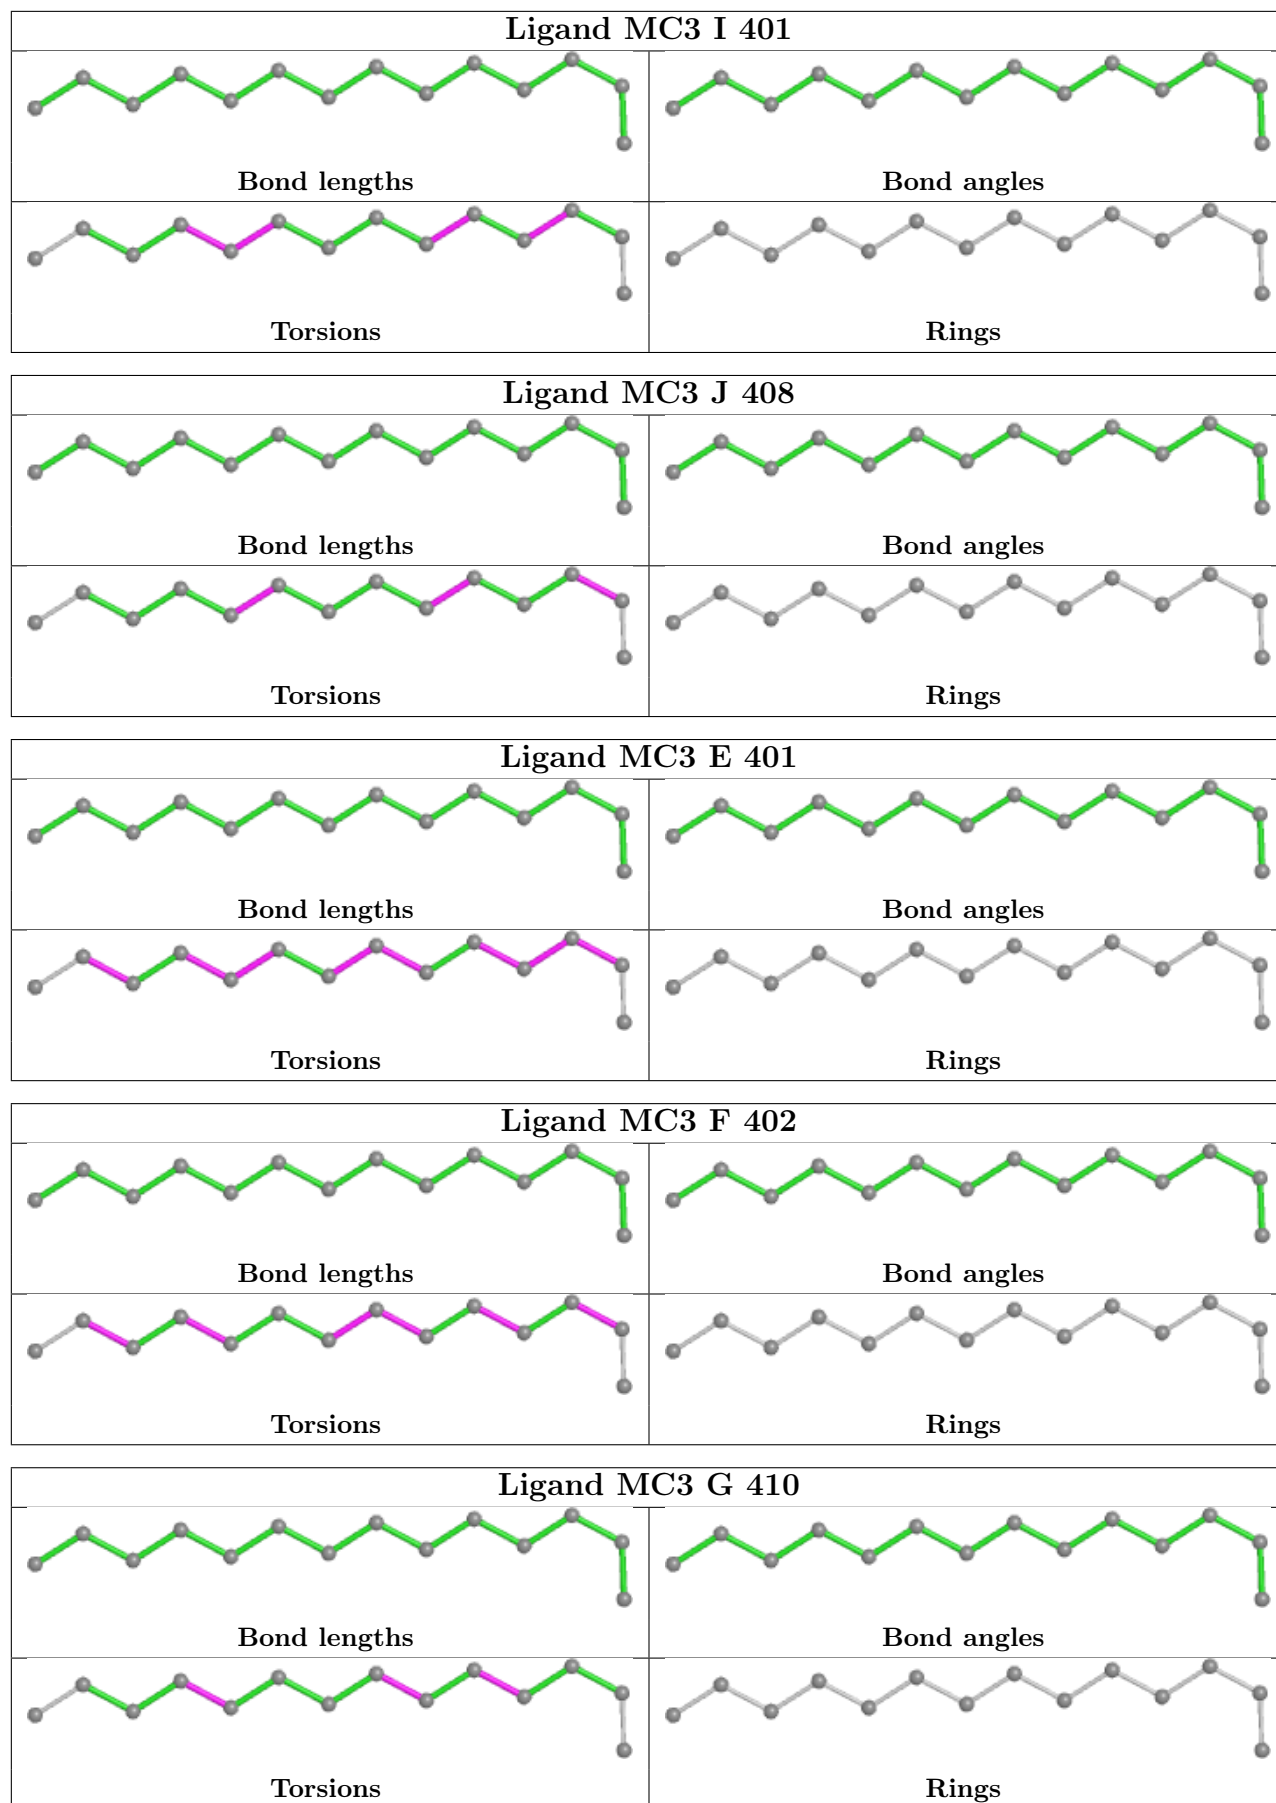 Ligand MC3 I 401
Bond lengths
Bond angles
Torsions
Rings
Ligand MC3 J 408
Bond lengths
Bond angles
Torsions
Rings
Ligand MC3 E 401
Bond lengths
Bond angles
Torsions
Rings
Ligand MC3 F 402
Bond lengths
Bond angles
Torsions
Rings
Ligand MC3 G 410
Bond lengths
Bond angles
Torsions
Rings